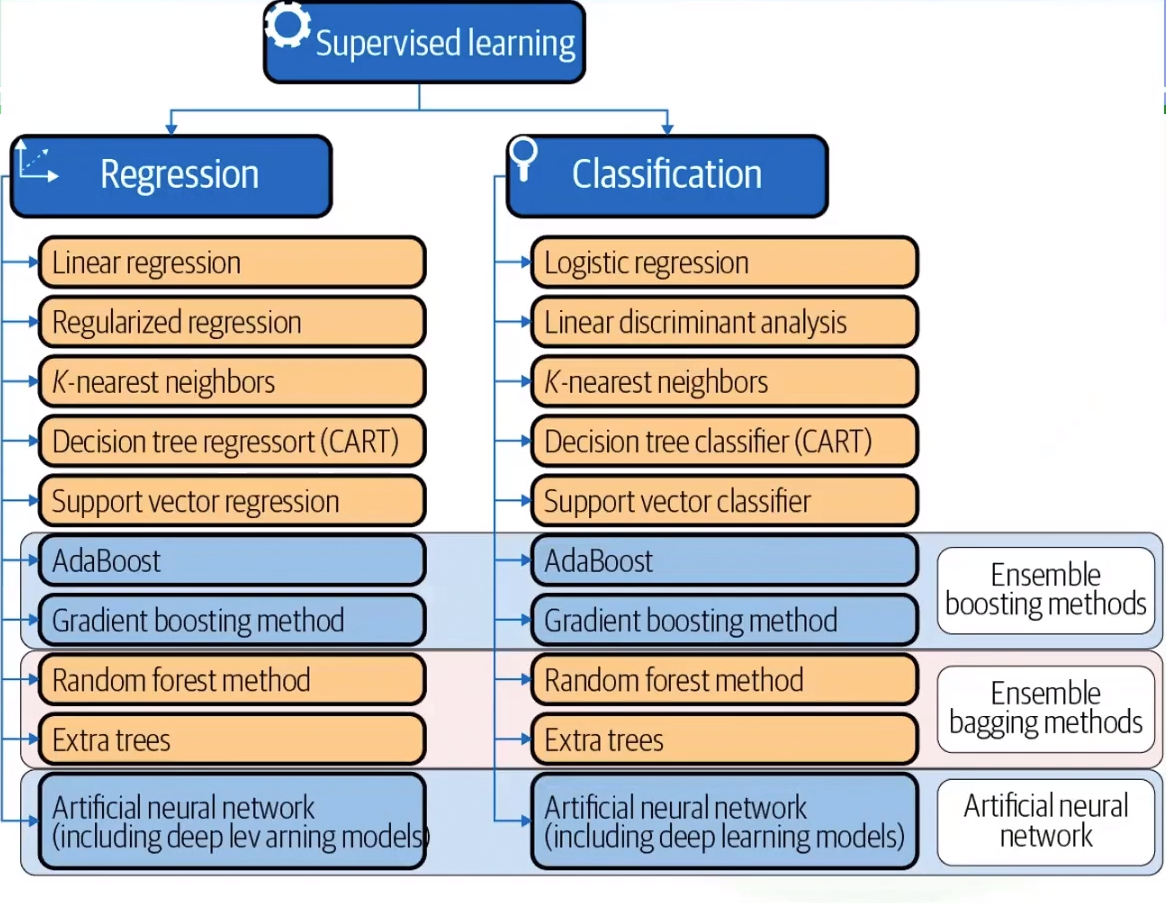 Supervised learning
Regression
Classification
Linear regression
Regularized regression
K-nearest neighbors
Decision tree regressort (CART)
Support vector regression
AdaBoost
Gradient boosting method
Random forest method
Extra trees
Artificial neural network
(including deep lev arning models)
Logistic regression
Linear discriminant analysis
K-nearest neighbors
Decision tree classifier (CART)
Support vector classifier
AdaBoost
Gradient boosting method
Random forest method
Extra trees
Artificial neural network
(including deep learning models)
Ensemble
boosting methods
Ensemble
bagging methods
Artificial neural
network